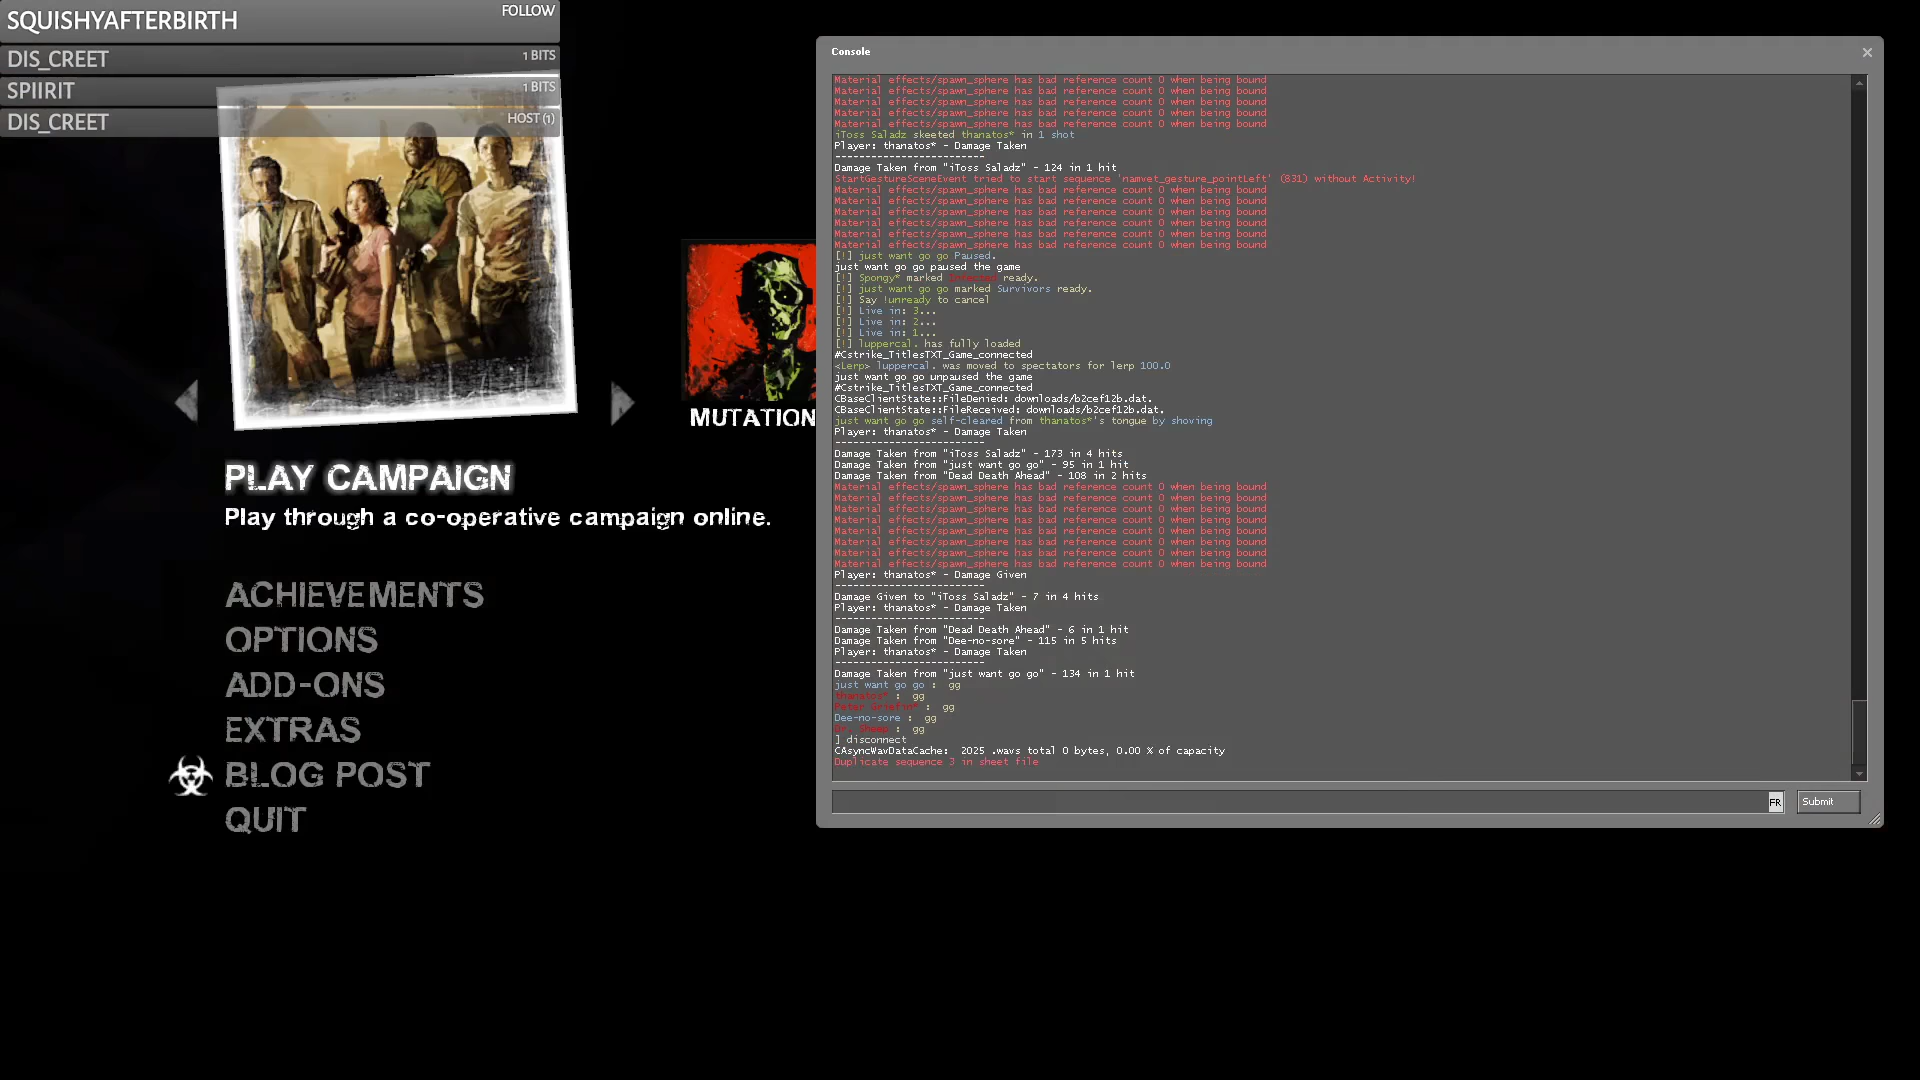 SQUISHYAFTERBIRTH
FOLLOW
DIS_CREET
1 BITS
SPIIRIT
1 BITS
DIS_CREET
HOST (1)
MUTATION
PLAY CAMPAIGN
Play through a co-operative campaign online.
ACHIEVEMENTS
OPTIONS
ADD-ONS
EXTRAS
BLOG POST
QUIT
Console
Material effects/spawn_sphere has bad reference count 0 when being bound
Material effects/spawn_sphere has bad reference count 0 when being bound
Material effects/spawn_sphere has bad reference count 0 when being bound
Material effects/spawn_sphere has bad reference count 0 when being bound
Material effects/spawn_sphere has bad reference count 0 when being bound
iToss Saladz skeeted thanatos* in 1 shot
Player: thanatos* - Damage Taken
-------------------------
Damage Taken from "iToss Saladz" - 124 in 1 hit
StartGestureSceneEvent tried to start sequence 'namvet_gesture_pointLeft' (831) without Activity!
Material effects/spawn_sphere has bad reference count 0 when being bound
Material effects/spawn_sphere has bad reference count 0 when being bound
Material effects/spawn_sphere has bad reference count 0 when being bound
Material effects/spawn_sphere has bad reference count 0 when being bound
Material effects/spawn_sphere has bad reference count 0 when being bound
Material effects/spawn_sphere has bad reference count 0 when being bound
[!] just want go go Paused.
just want go go paused the game
[!] Spongy* marked Infected ready.
[!] just want go go marked Survivors ready.
[!] Say !unready to cancel
[!] Live in: 3...
[!] Live in: 2...
[!] Live in: 1...
[!] luppercal. has fully loaded
#Cstrike_TitlesTXT_Game_connected
<Lerp> luppercal. was moved to spectators for lerp 100.0
just want go go unpaused the game
#Cstrike_TitlesTXT_Game_connected
CBaseClientState::FileDenied: downloads/b2cef12b.dat.
CBaseClientState::FileReceived: downloads/b2cef12b.dat.
just want go go self-cleared from thanatos*'s tongue by shoving
Player: thanatos* - Damage Taken
-------------------------
Damage Taken from "iToss Saladz" - 173 in 4 hits
Damage Taken from "just want go go" - 95 in 1 hit
Damage Taken from "Dead Death Ahead" - 108 in 2 hits
Material effects/spawn_sphere has bad reference count 0 when being bound
Material effects/spawn_sphere has bad reference count 0 when being bound
Material effects/spawn_sphere has bad reference count 0 when being bound
Material effects/spawn_sphere has bad reference count 0 when being bound
Material effects/spawn_sphere has bad reference count 0 when being bound
Material effects/spawn_sphere has bad reference count 0 when being bound
Material effects/spawn_sphere has bad reference count 0 when being bound
Material effects/spawn_sphere has bad reference count 0 when being bound
Player: thanatos* - Damage Given
-------------------------
Damage Given to "iToss Saladz" - 7 in 4 hits
Player: thanatos* - Damage Taken
-------------------------
Damage Taken from "Dead Death Ahead" - 6 in 1 hit
Damage Taken from "Dee-no-sore" - 115 in 5 hits
Player: thanatos* - Damage Taken
-------------------------
Damage Taken from "just want go go" - 134 in 1 hit
just want go go :  gg
thanatos* :  gg
Peter Griefin* :  gg
Dee-no-sore :  gg
Dr. Sheep :  gg
] disconnect
CAsyncWavDataCache:  2025 .wavs total 0 bytes, 0.00 % of capacity
Duplicate sequence 3 in sheet file
FR
Submit